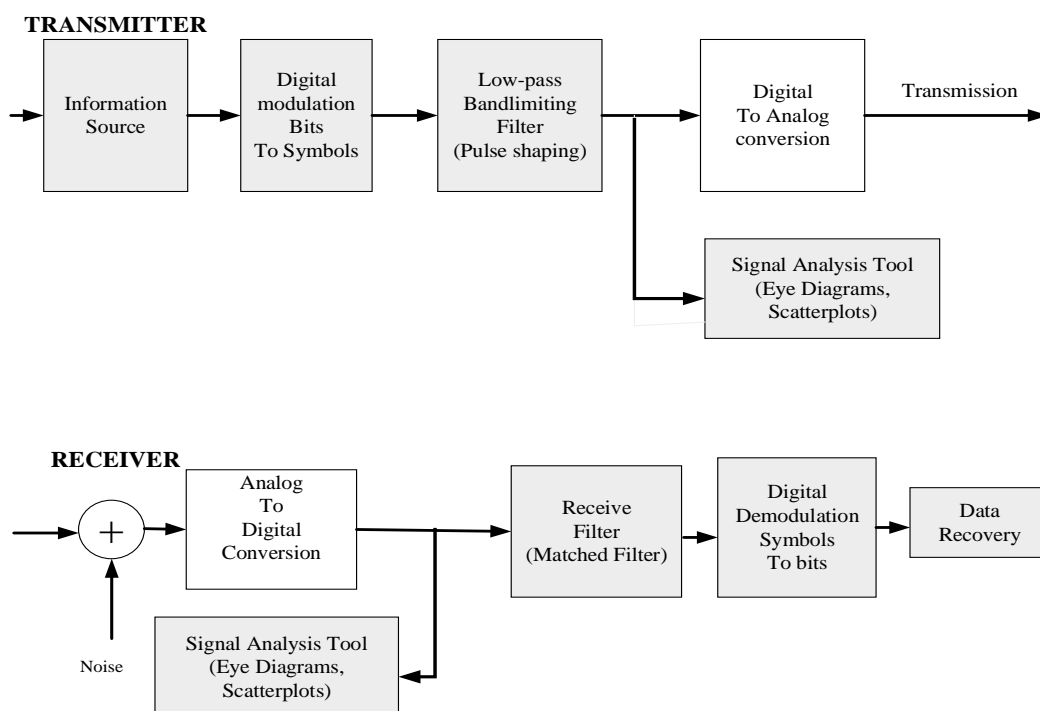 TRANSMITTER
Information
Source
Digital
modulation
Bits
To Symbols
Low-pass
Bandlimiting
Filter
(Pulse shaping)
Digital
To Analog
conversion
Transmission
Signal Analysis Tool
(Eye Diagrams,
Scatterplots)
RECEIVER
+
Noise
Analog
To
Digital
Conversion
Signal Analysis Tool
(Eye Diagrams,
Scatterplots)
Receive
Filter
(Matched Filter)
Digital
Demodulation
Symbols
To bits
Data
Recovery